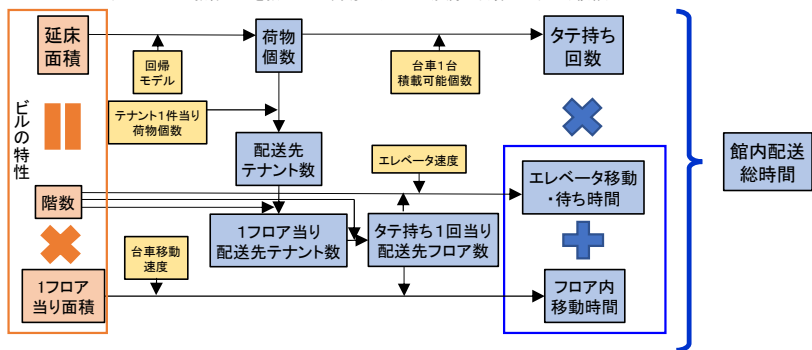 延床
面積
荷物
個数
タテ持ち
回数
回帰
モデル
台車1台
積載可能個数
ビルの特性
テナント1件当り
荷物個数
配送先
テナント数
エレベータ速度
館内配送
総時間
エレベータ移動
・待ち時間
階数
1フロア当り
配送先テナント数
タテ持ち1回当り
配送先フロア数
台車移動
速度
1フロア
当り面積
フロア内
移動時間